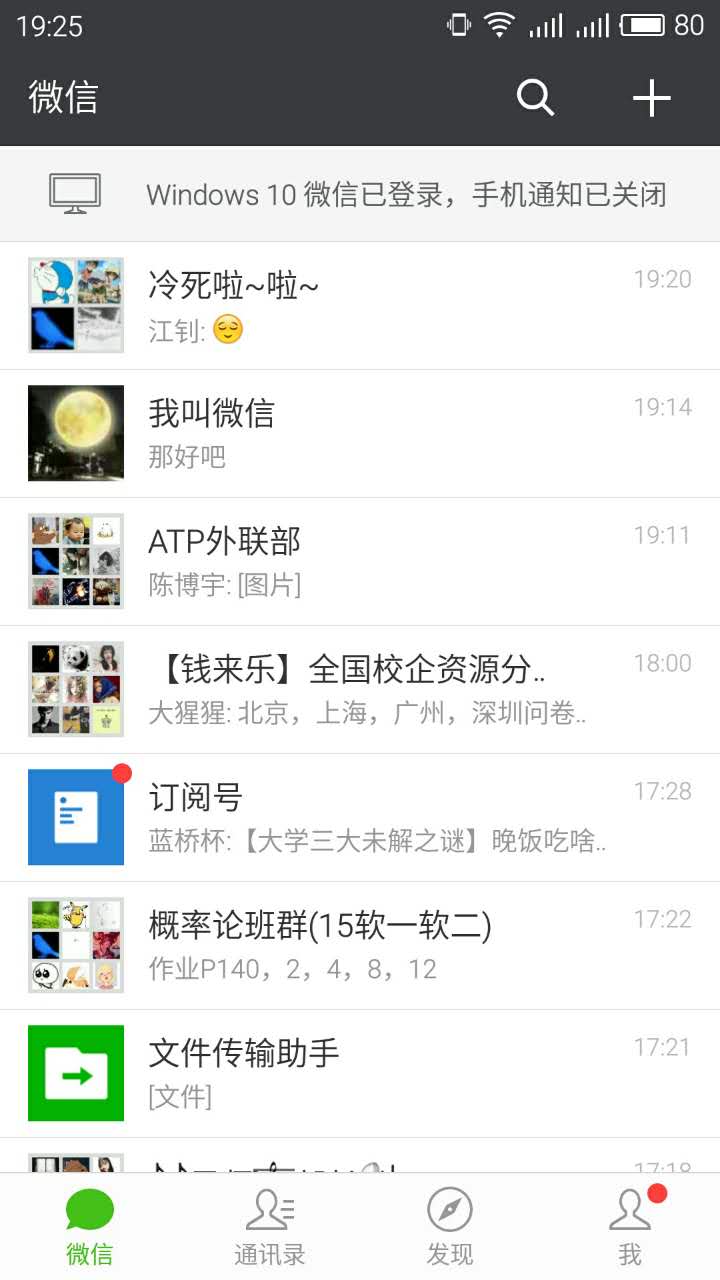 19:25
80
微信
Windows 10 微信已登录，手机通知已关闭
冷死啦~啦~
19:20
江钊: 😌
我叫微信
19:14
那好吧
ATP外联部
19:11
陈博宇: [图片]
【钱来乐】全国校企资源分..
18:00
大猩猩: 北京，上海，广州，深圳问卷..
订阅号
17:28
蓝桥杯:【大学三大未解之谜】晚饭吃啥..
概率论班群(15软一软二)
17:22
作业P140，2，4，8，12
文件传输助手
17:21
[文件]
17:18
微信
通讯录
发现
我